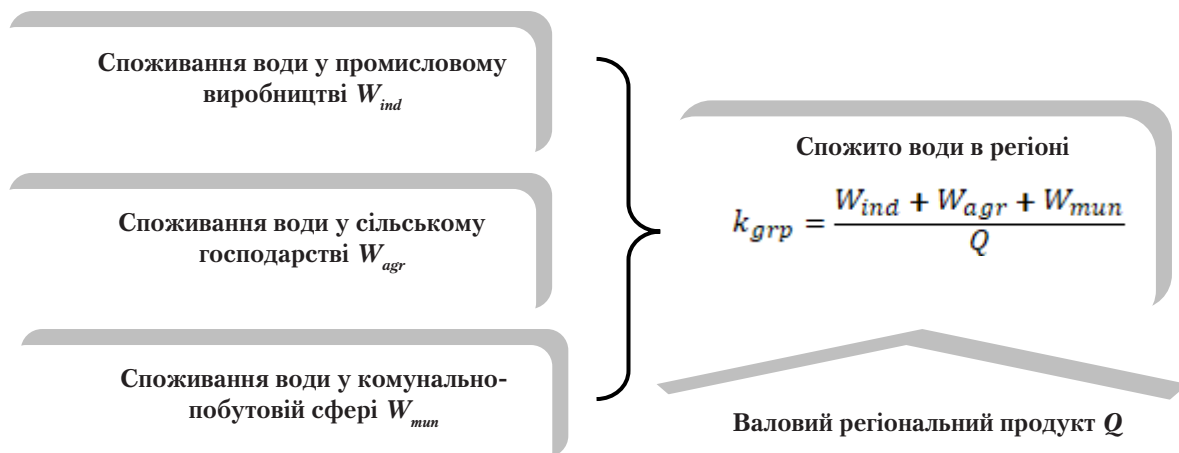 Споживання води у промисловому
виробництві W_ind
Споживання води у сільському
господарстві W_agr
Споживання води у комунально-
побутовій сфері W_mun
Спожито води в регіоні
k_grp = (W_ind + W_agr + W_mun) / Q
Валовий регіональний продукт Q